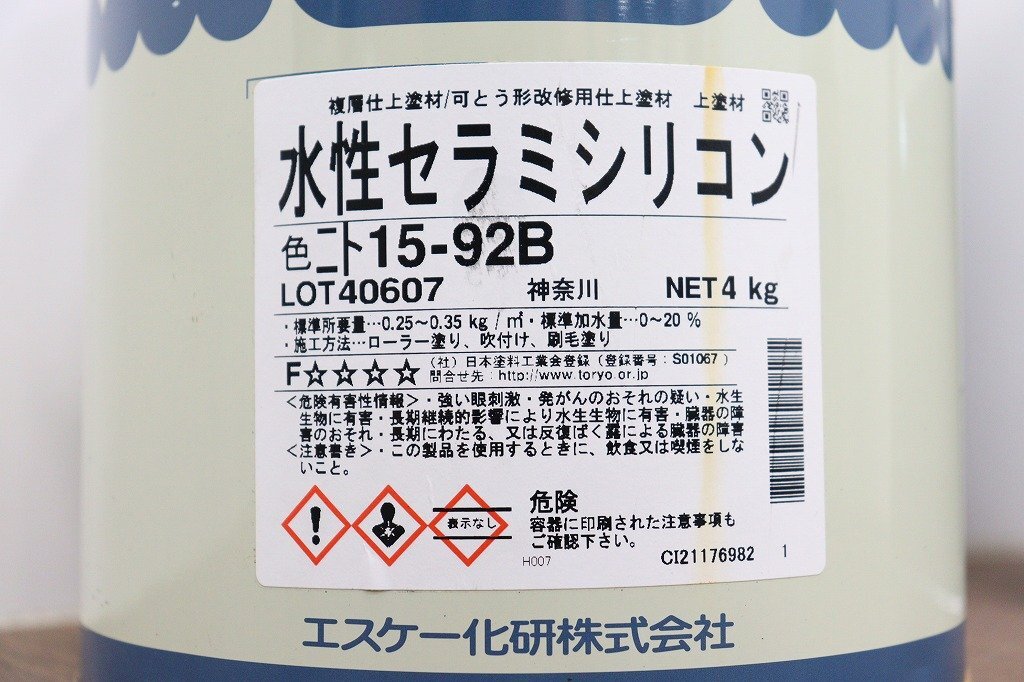 複層仕上塗材/可とう形改修用仕上塗材 上塗材
水性セラミシリコン
色 ニト15-92B
LOT40607 神奈川 NET4 kg
・標準所要量…0.25～0.35 kg / ㎡・標準加水量…0～20 %
・施工方法…ローラー塗り、吹付け、刷毛塗り
F☆☆☆☆ (社) 日本塗料工業会登録 (登録番号：S01067 )
問合せ先：http://www.toryo.or.jp/
<危険有害性情報>・強い眼刺激・発がんのおそれの疑い・水生
生物に有害・長期継続的影響により水生生物に有害・臓器の障
害のおそれ・長期にわたる、又は反復ばく露による臓器の障害
<注意書き>・この製品を使用するときに、飲食又は喫煙をしな
いこと。
表示なし
危険
容器に印刷された注意事項も
ご確認下さい。
H007
CI21176982 1
エスケー化研株式会社